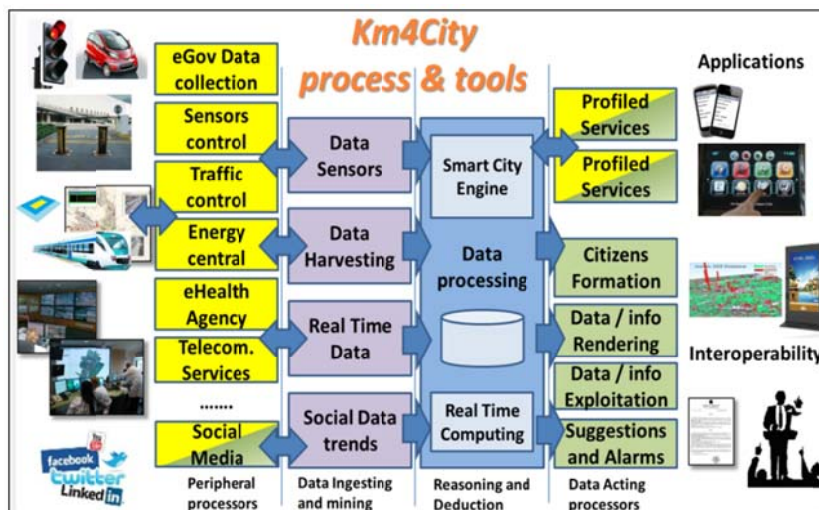 Km4City
process & tools
Applications
eGov Data
collection
Sensors
control
Traffic
control
Energy
central
eHealth
Agency
Telecom.
Services
.......
Social
Media
Peripheral
processors
Data
Sensors
Data
Harvesting
Real Time
Data
Social Data
trends
Data Ingesting
and mining
Smart City
Engine
Data
processing
Real Time
Computing
Reasoning and
Deduction
Profiled
Services
Profiled
Services
Citizens
Formation
Data / info
Rendering
Data / info
Exploitation
Suggestions
and Alarms
Data Acting
processors
Interoperability
You
facebook
twitter
Linked in